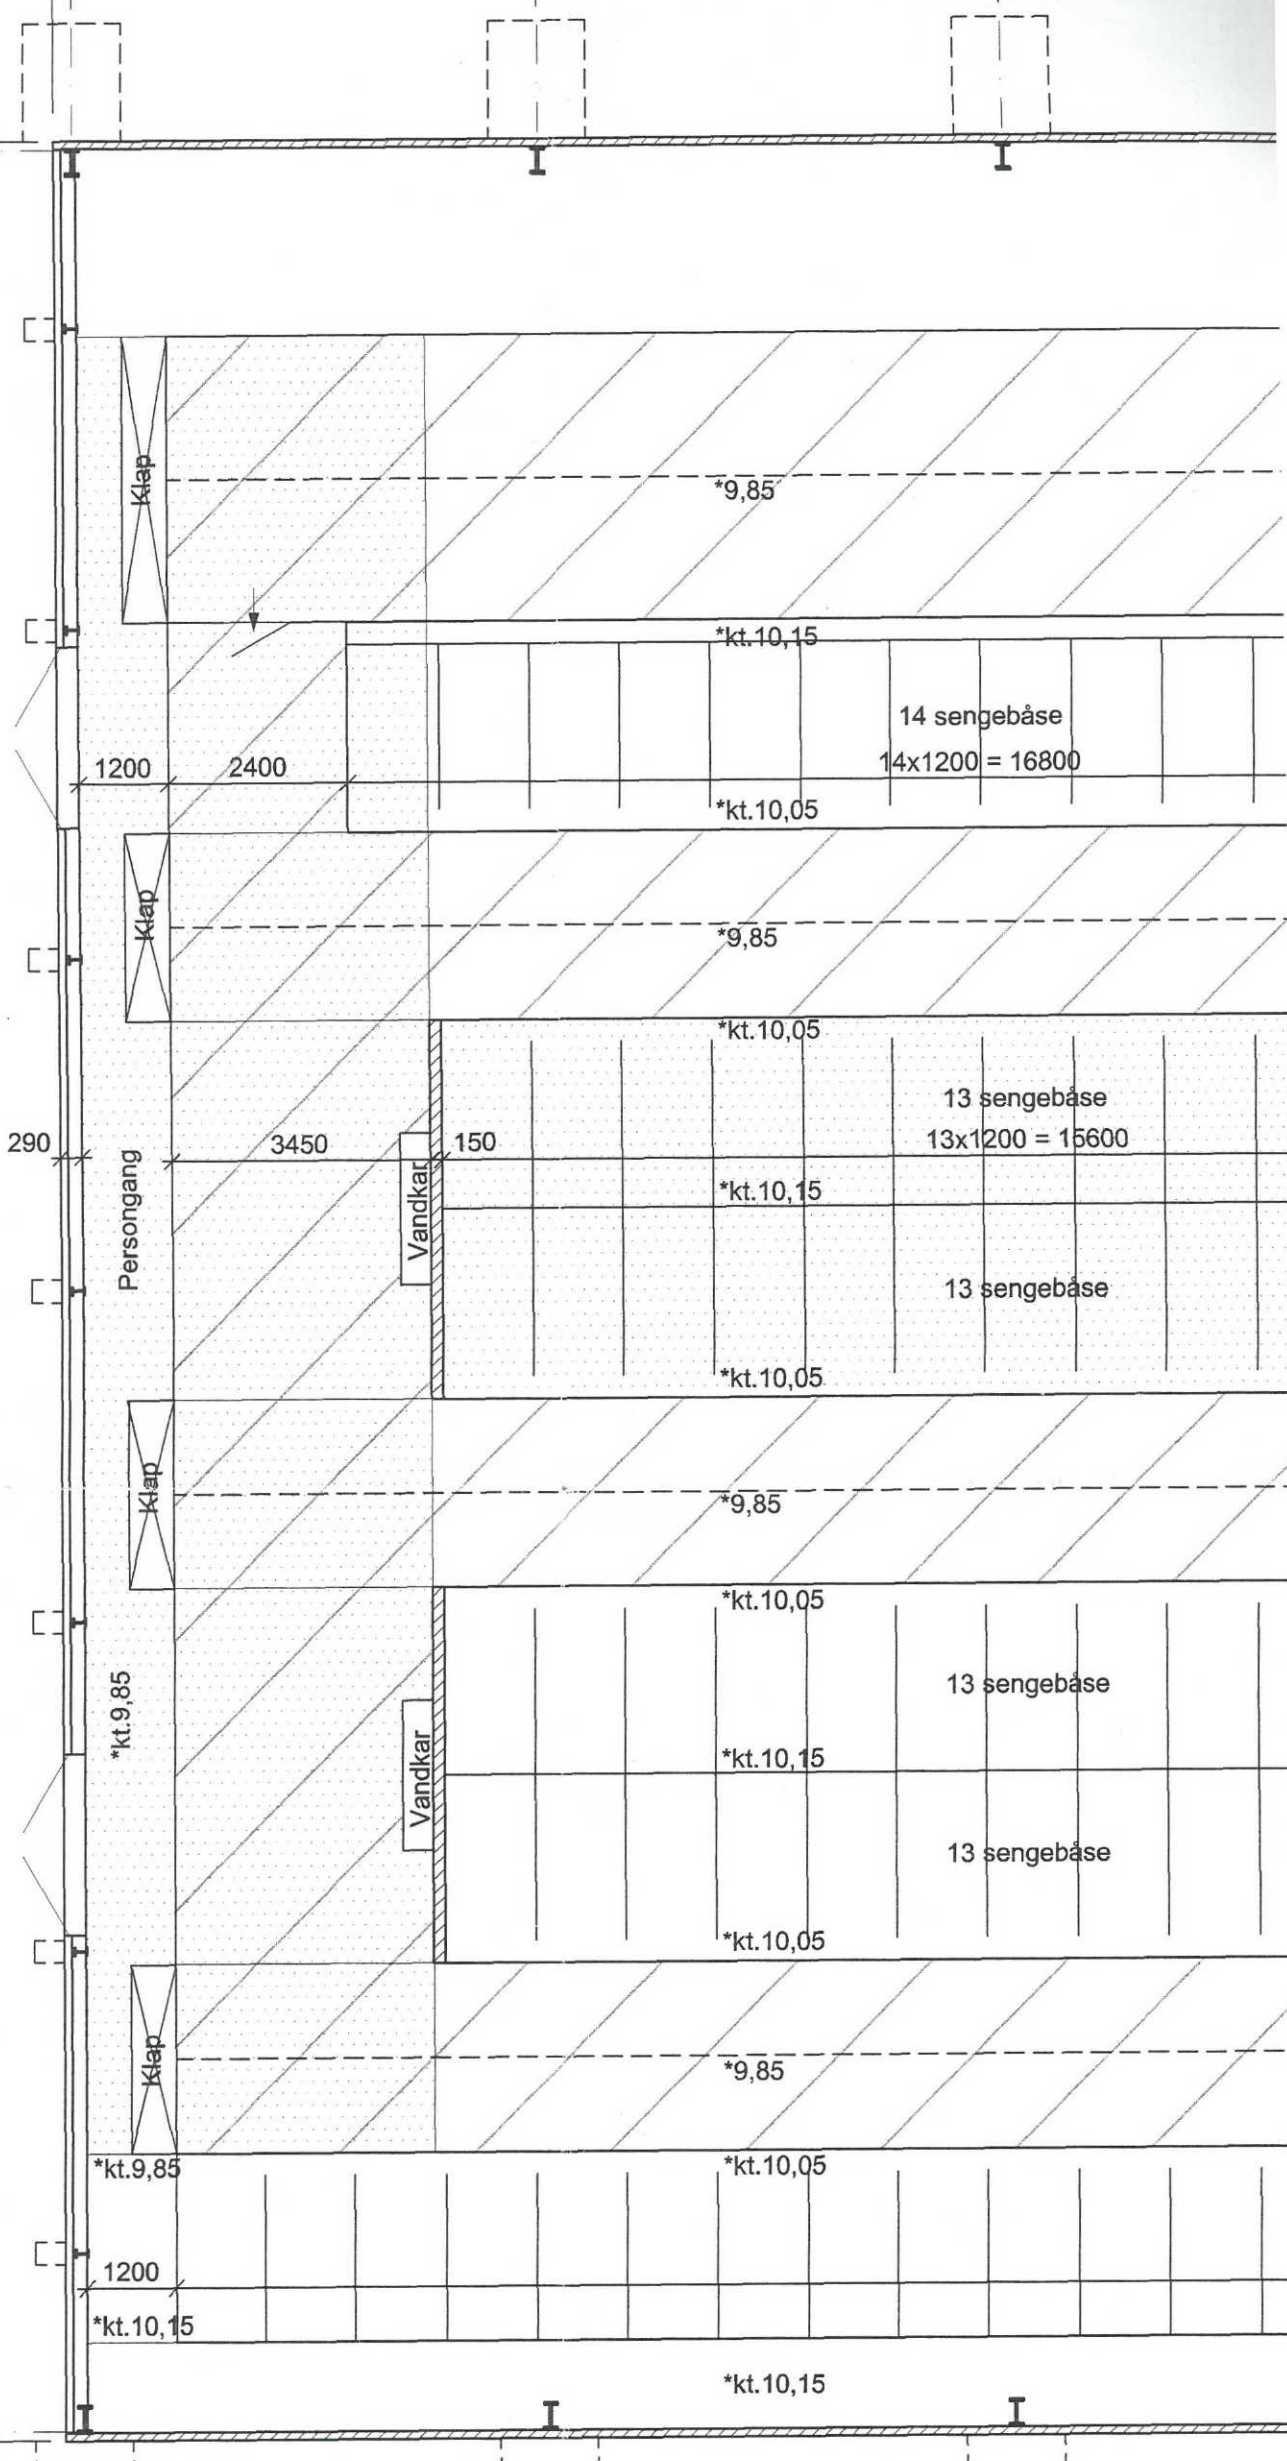 Klap
*9,85
*kt.10,15
14 sengebåse
1200
2400
14x1200 = 16800
*kt.10,05
Klap
*9,85
*kt.10,05
13 sengebåse
290
3450
150
13x1200 = 15600
Persongang
Vandkar
*kt.10,15
13 sengebåse
*kt.10,05
Klap
*9,85
*kt.10,05
*kt.9,85
13 sengebåse
Vandkar
*kt.10,15
13 sengebåse
*kt.10,05
Klap
*9,85
*kt.9,85
*kt.10,05
1200
*kt.10,15
*kt.10,15